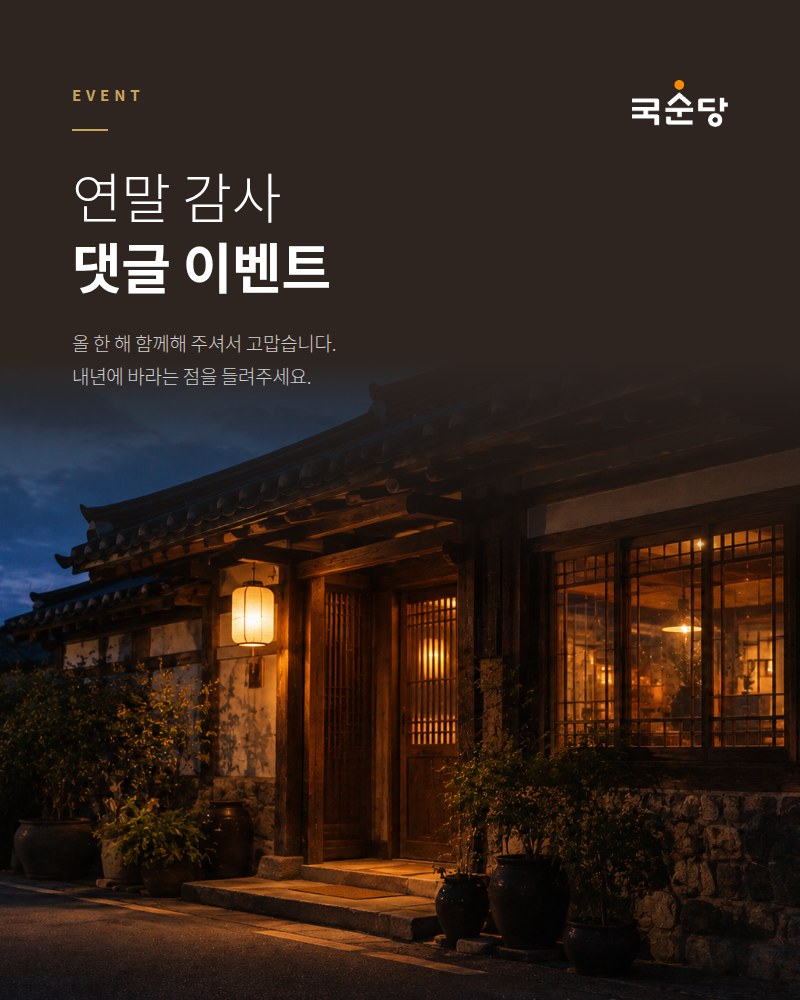 EVENT
국순당
연말 감사
댓글 이벤트
올 한 해 함께해 주셔서 고맙습니다.
내년에 바라는 점을 들려주세요.